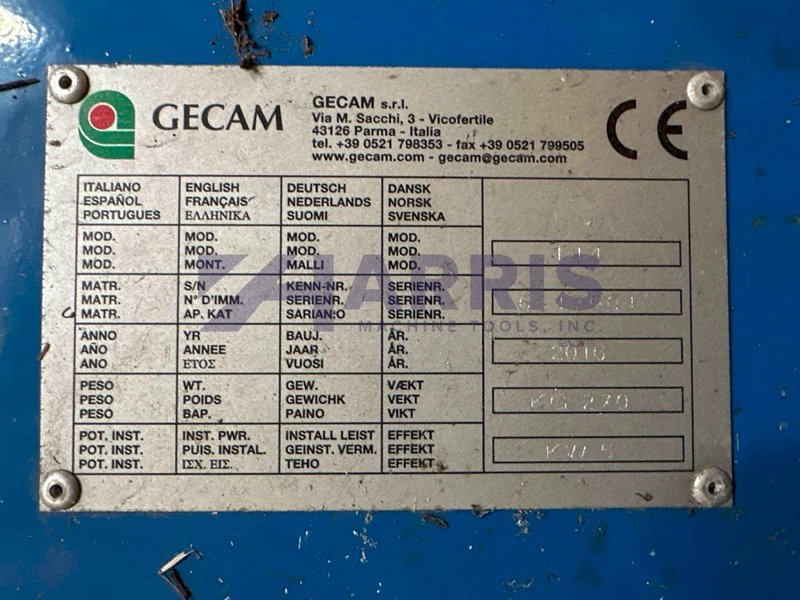 GECAM
GECAM s.r.l.
Via M. Sacchi, 3 - Vicofertile
43126 Parma - Italia
tel. +39 0521 798353 - fax +39 0521 799505
www.gecam.com - gecam@gecam.com
CE
ITALIANO ENGLISH DEUTSCH DANSK
ESPAÑOL FRANÇAIS NEDERLANDS NORSK
PORTUGUES ΕΛΛΗΝΙΚΑ SUOMI SVENSKA
MOD. MOD. MOD. MOD.
MOD. MOD. MOD. MOD.
MOD. MONT. MALLI MOD.
MATR. S/N KENN-NR. SERIENR.
MATR. N° D'IMM. SERIENR. SERIENR.
MATR. AP. KAT SARIAN:O SERIENR.
HARRIS
MACHINE TOOLS, INC.
ANNO YR BAUJ. ÅR.
AÑO ANNEE JAAR ÅR. 2016
ANO ΕΤΟΣ VUOSI ÅR.
PESO WT. GEW. VÆKT
PESO POIDS GEWICHK VEKT KG 270
PESO BAP. PAINO VIKT
POT. INST. INST. PWR. INSTALL LEIST EFFEKT
POT. INST. PUIS. INSTAL. GEINST. VERM. EFFEKT. KW 5
POT. INST. ΙΣΧ. ΕΙΣ. TEHO EFFEKT.